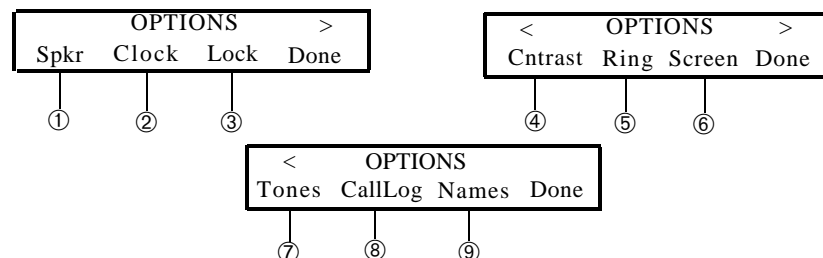 OPTIONS >
Spkr Clock Lock Done
① ② ③
< OPTIONS >
Cntrast Ring Screen Done
④ ⑤ ⑥
< OPTIONS
Tones CallLog Names Done
⑦ ⑧ ⑨